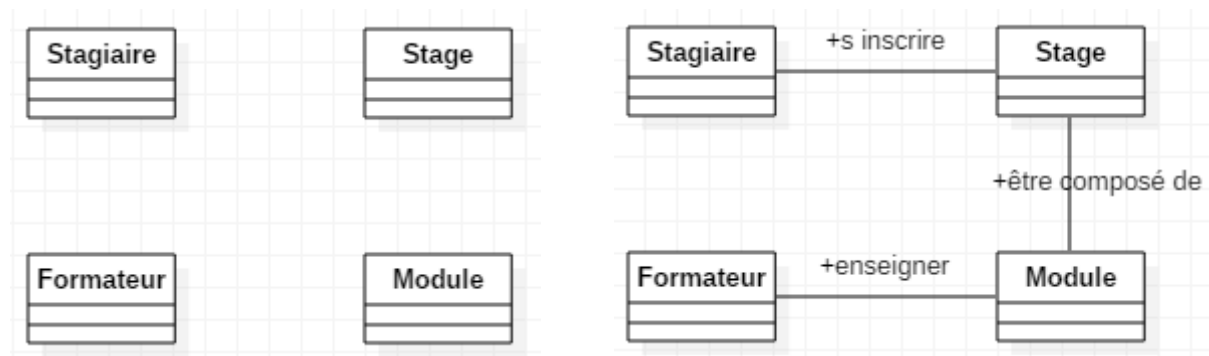 Stagiaire
Stage
Formateur
Module
Stagiaire
+s inscrire
Stage
+être composé de
Formateur
+enseigner
Module